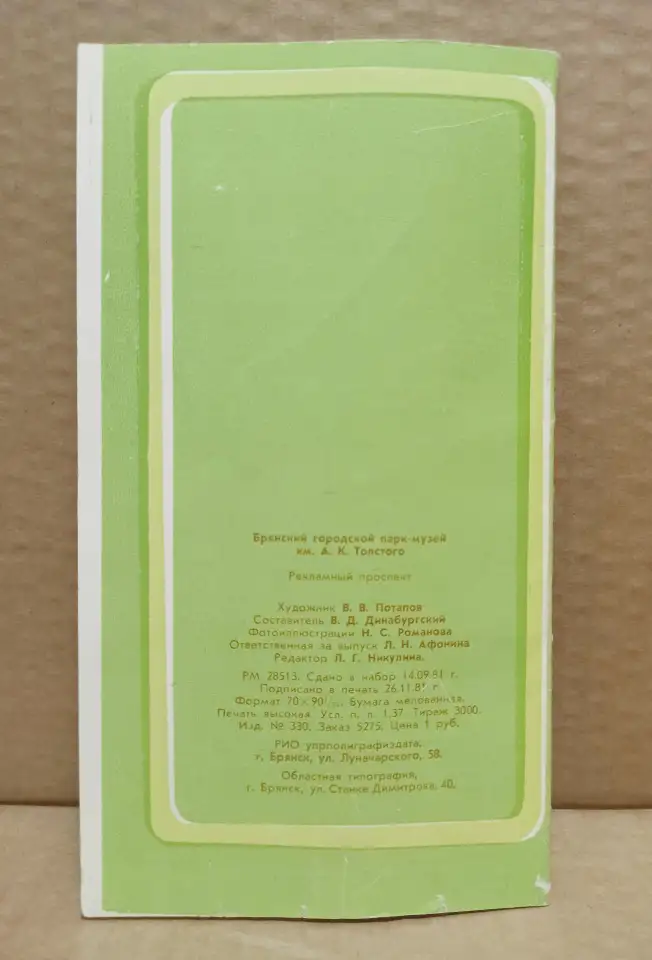 Брянский городской парк-музей
им. А. К. Толстого
Рекламный проспект
Художник В. В. Потапов
Составитель В. Д. Динабургский
Фотоиллюстрации Н. С. Романова
Ответственная за выпуск Л. Н. Афонина
Редактор Л. Г. Никулина.
РМ 28513. Сдано в набор 14.09.81 г.
Подписано в печать 26.11.81 г.
Формат 70×90 Бумага мелованная.
Печать высокая. Усл. п. л. 1,37. Тираж 3000.
Изд. № 330. Заказ 5275. Цена 1 руб.
РИО упрполиграфиздата,
г. Брянск, ул. Луначарского, 58.
Областная типография,
г. Брянск, ул. Станке Димитрова, 40.